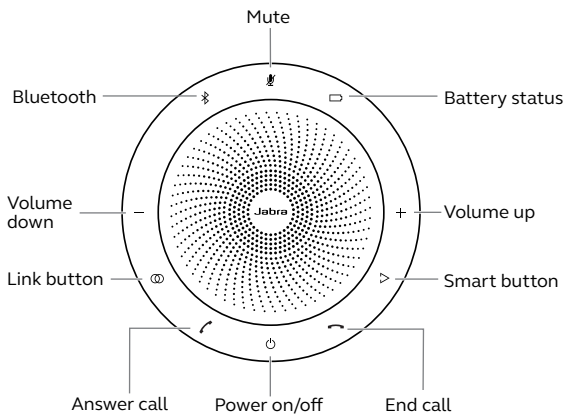 Mute
Bluetooth
Battery status
Volume
down
Jabra
Volume up
Link button
Smart button
Answer call
Power on/off
End call